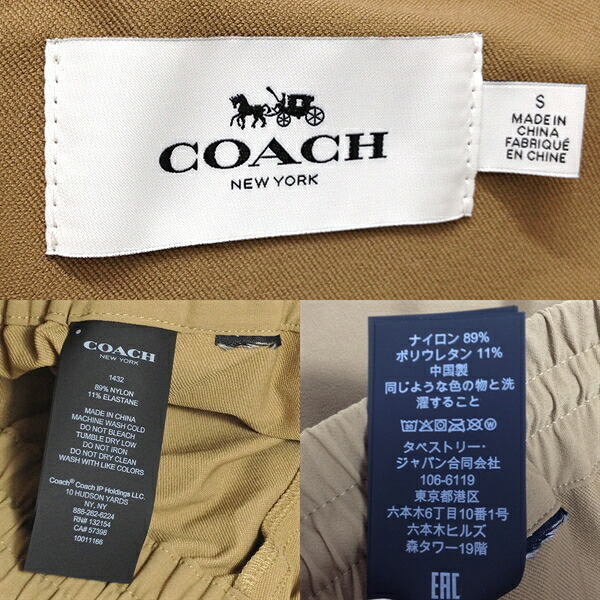 COACH
NEW YORK
S
MADE IN
CHINA
FABRIQUÉ
EN CHINE
COACH
NEW YORK
1432
89% NYLON
11% ELASTANE
MADE IN CHINA
MACHINE WASH COLD
DO NOT BLEACH
TUMBLE DRY LOW
DO NOT IRON
DO NOT DRY CLEAN
WASH WITH LIKE COLORS
Coach® Coach IP Holdings LLC.
10 HUDSON YARDS
NY, NY
888-262-6224
RN# 132154
CA# 57398
10011166
ナイロン 89%
ポリウレタン 11%
中国製
同じような色の物と洗
濯すること
タペストリー・
ジャパン合同会社
106-6119
東京都港区
六本木6丁目10番1号
六本木ヒルズ
森タワー19階
EAC